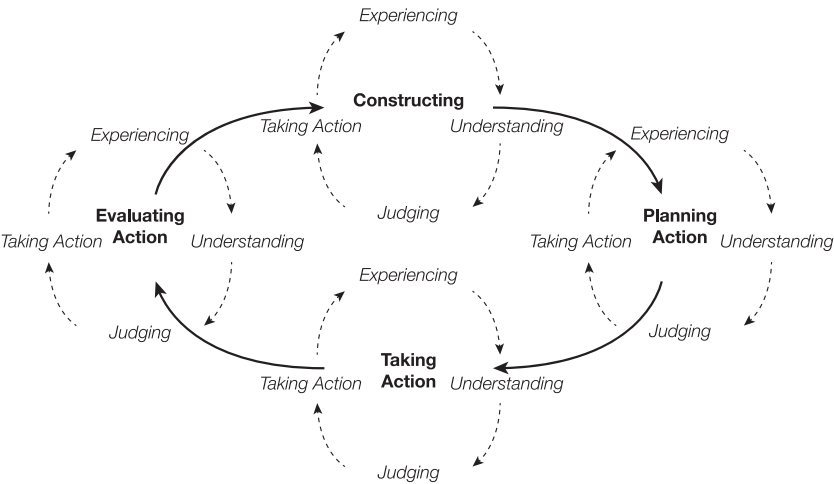 Experiencing
Constructing
Taking Action
Understanding
Judging
Experiencing
Evaluating
Action
Taking Action
Understanding
Judging
Experiencing
Planning
Action
Taking Action
Understanding
Judging
Experiencing
Taking
Action
Taking Action
Understanding
Judging